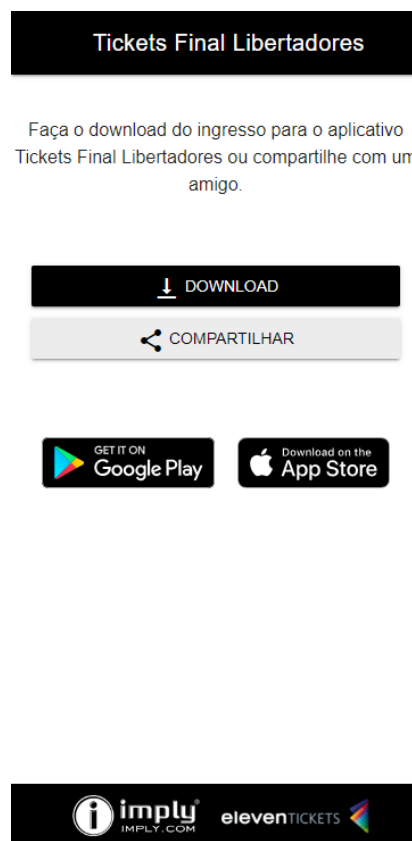 Tickets Final Libertadores
Faça o download do ingresso para o aplicativo
Tickets Final Libertadores ou compartilhe com um
amigo.
DOWNLOAD
COMPARTILHAR
GET IT ON
Google Play
Download on the
App Store
imply
IMPLY.COM
elevenTICKETS